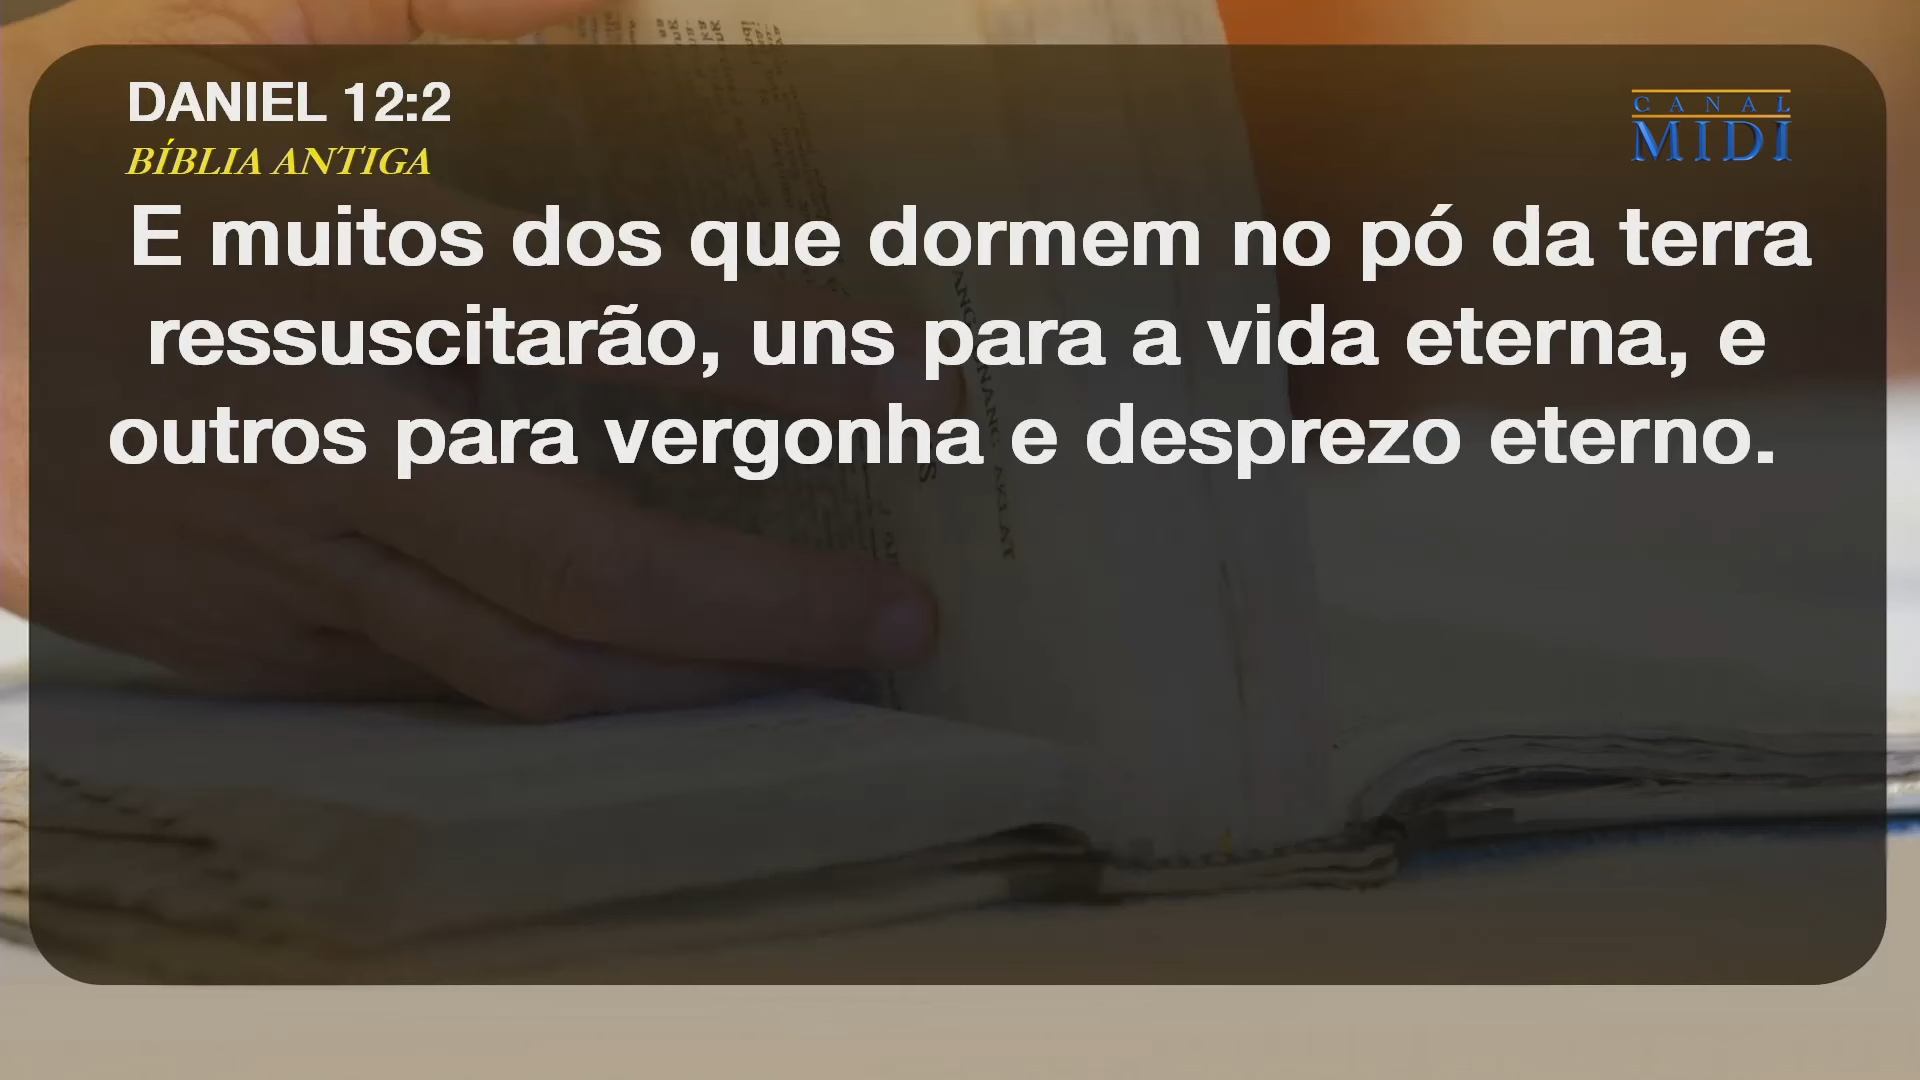 DANIEL 12:2
BÍBLIA ANTIGA
CANAL
MIDI
E muitos dos que dormem no pó da terra
ressuscitarão, uns para a vida eterna, e
outros para vergonha e desprezo eterno.